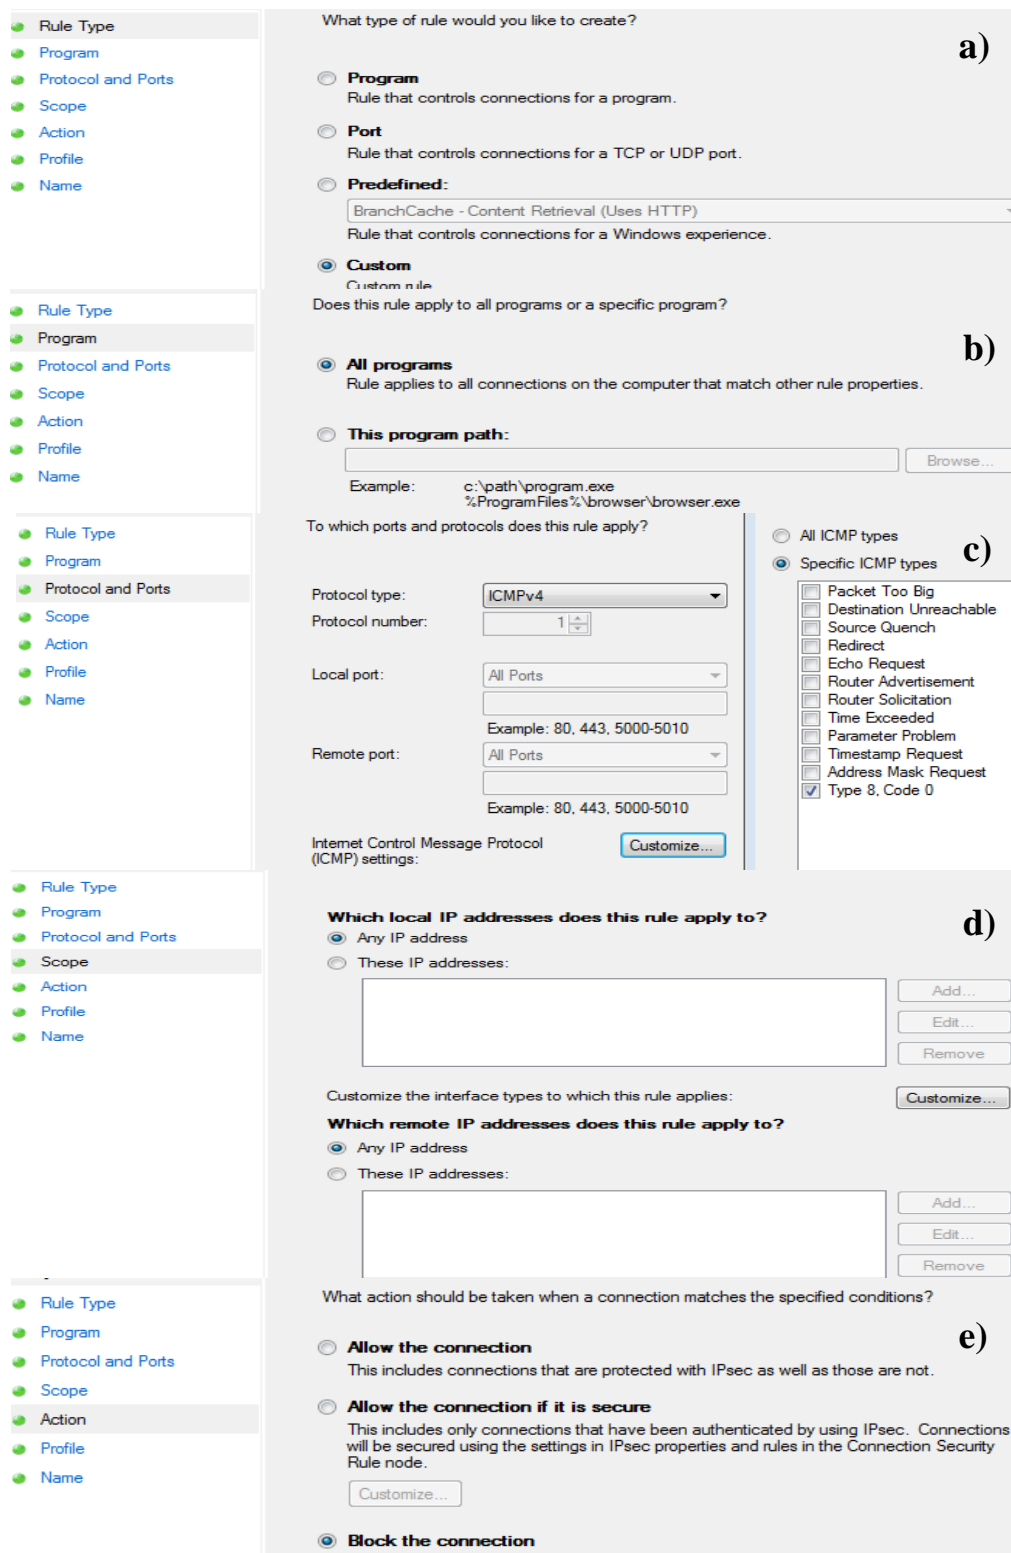 Rule Type
Program
Protocol and Ports
Scope
Action
Profile
Name
What type of rule would you like to create?
a)
Program
Rule that controls connections for a program.
Port
Rule that controls connections for a TCP or UDP port.
Predefined:
BranchCache - Content Retrieval (Uses HTTP)
Rule that controls connections for a Windows experience.
Custom
Custom rule
Rule Type
Program
Protocol and Ports
Scope
Action
Profile
Name
Does this rule apply to all programs or a specific program?
b)
All programs
Rule applies to all connections on the computer that match other rule properties.
This program path:
Browse...
Example: c:\path\program.exe
%ProgramFiles%\browser\browser.exe
Rule Type
Program
Protocol and Ports
Scope
Action
Profile
Name
To which ports and protocols does this rule apply?
Protocol type: ICMPv4
Protocol number: 1
Local port: All Ports
Example: 80, 443, 5000-5010
Remote port: All Ports
Example: 80, 443, 5000-5010
Internet Control Message Protocol
(ICMP) settings:
Customize...
All ICMP types
c)
Specific ICMP types
Packet Too Big
Destination Unreachable
Source Quench
Redirect
Echo Request
Router Advertisement
Router Solicitation
Time Exceeded
Parameter Problem
Timestamp Request
Address Mask Request
Type 8, Code 0
Rule Type
Program
Protocol and Ports
Scope
Action
Profile
Name
Which local IP addresses does this rule apply to?
d)
Any IP address
These IP addresses:
Add...
Edit...
Remove
Customize the interface types to which this rule applies:
Customize...
Which remote IP addresses does this rule apply to?
Any IP address
These IP addresses:
Add...
Edit...
Remove
Rule Type
Program
Protocol and Ports
Scope
Action
Profile
Name
What action should be taken when a connection matches the specified conditions?
e)
Allow the connection
This includes connections that are protected with IPsec as well as those are not.
Allow the connection if it is secure
This includes only connections that have been authenticated by using IPsec. Connections
will be secured using the settings in IPsec properties and rules in the Connection Security
Rule node.
Customize...
Block the connection